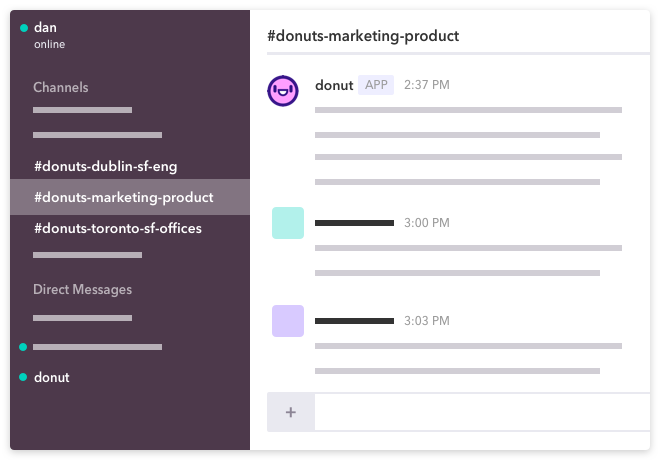 dan
online
Channels
#donuts-dublin-sf-eng
#donuts-marketing-product
#donuts-toronto-sf-offices
Direct Messages
donut
#donuts-marketing-product
donut APP 2:37 PM
3:00 PM
3:03 PM
+